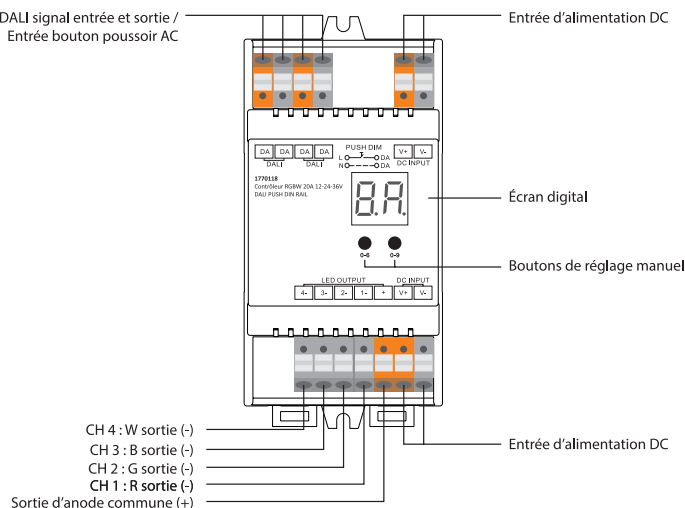 DALI signal entrée et sortie /
Entrée bouton poussoir AC
Entrée d'alimentation DC
DA DA DA DA
DALI DALI
PUSH DIM
L DA
N DA
V+ V-
DC INPUT
1770118
Contrôleur RGBW 20A 12-24-36V
DALI PUSH DIN RAIL
8.A.
Écran digital
0-6 0-9
Boutons de réglage manuel
LED OUTPUT DC INPUT
4- 3- 2- 1- + V+ V-
CH 4 : W sortie (-)
CH 3 : B sortie (-)
CH 2 : G sortie (-)
CH 1 : R sortie (-)
Sortie d'anode commune (+)
Entrée d'alimentation DC